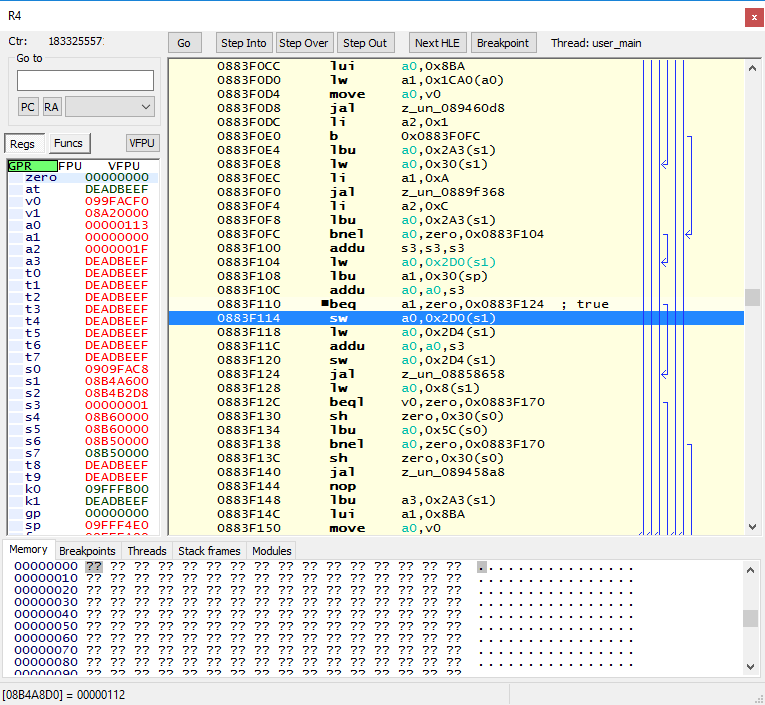 R4
x
Ctr: 183325557
Go to
PC RA
Regs Funcs VFPU
GPR FPU VFPU
zero 00000000
at DEADBEEF
v0 099FACF0
v1 08A20000
a0 00000113
a1 00000000
a2 0000001F
a3 DEADBEEF
t0 DEADBEEF
t1 DEADBEEF
t2 DEADBEEF
t3 DEADBEEF
t4 DEADBEEF
t5 DEADBEEF
t6 DEADBEEF
t7 DEADBEEF
s0 0909FAC8
s1 08B4A600
s2 08B4B2D8
s3 00000001
s4 08B60000
s5 08B60000
s6 08B50000
s7 08B50000
t8 DEADBEEF
t9 DEADBEEF
k0 09FFFB00
k1 DEADBEEF
gp 00000000
sp 09FFF4E0
Go Step Into Step Over Step Out Next HLE Breakpoint Thread: user_main
0883F0CC lui a0,0x8BA
0883F0D0 lw a1,0x1CA0(a0)
0883F0D4 move a0,v0
0883F0D8 jal z_un_089460d8
0883F0DC li a2,0x1
0883F0E0 b 0x0883F0FC
0883F0E4 lbu a0,0x2A3(s1)
0883F0E8 lw a0,0x30(s1)
0883F0EC li a1,0xA
0883F0F0 jal z_un_0889f368
0883F0F4 li a2,0xC
0883F0F8 lbu a0,0x2A3(s1)
0883F0FC bnel a0,zero,0x0883F104
0883F100 addu s3,s3,s3
0883F104 lw a0,0x2D0(s1)
0883F108 lbu a1,0x30(sp)
0883F10C addu a0,a0,s3
0883F110 ■beq a1,zero,0x0883F124 ; true
0883F114 sw a0,0x2D0(s1)
0883F118 lw a0,0x2D4(s1)
0883F11C addu a0,a0,s3
0883F120 sw a0,0x2D4(s1)
0883F124 jal z_un_08858658
0883F128 lw a0,0x8(s1)
0883F12C beql v0,zero,0x0883F170
0883F130 sh zero,0x30(s0)
0883F134 lbu a0,0x5C(s0)
0883F138 bnel a0,zero,0x0883F170
0883F13C sh zero,0x30(s0)
0883F140 jal z_un_089458a8
0883F144 nop
0883F148 lbu a3,0x2A3(s1)
0883F14C lui a1,0x8BA
0883F150 move a0,v0
Memory Breakpoints Threads Stack frames Modules
00000000 ?? ?? ?? ?? ?? ?? ?? ?? ?? ?? ?? ?? ?? ?? ?? ?? ................
00000010 ?? ?? ?? ?? ?? ?? ?? ?? ?? ?? ?? ?? ?? ?? ?? ?? ................
00000020 ?? ?? ?? ?? ?? ?? ?? ?? ?? ?? ?? ?? ?? ?? ?? ?? ................
00000030 ?? ?? ?? ?? ?? ?? ?? ?? ?? ?? ?? ?? ?? ?? ?? ?? ................
00000040 ?? ?? ?? ?? ?? ?? ?? ?? ?? ?? ?? ?? ?? ?? ?? ?? ................
00000050 ?? ?? ?? ?? ?? ?? ?? ?? ?? ?? ?? ?? ?? ?? ?? ?? ................
00000060 ?? ?? ?? ?? ?? ?? ?? ?? ?? ?? ?? ?? ?? ?? ?? ?? ................
00000070 ?? ?? ?? ?? ?? ?? ?? ?? ?? ?? ?? ?? ?? ?? ?? ?? ................
00000080 ?? ?? ?? ?? ?? ?? ?? ?? ?? ?? ?? ?? ?? ?? ?? ?? ................
00000090 ?? ?? ?? ?? ?? ?? ?? ?? ?? ?? ?? ?? ?? ?? ?? ??
[08B4A8D0] = 00000112